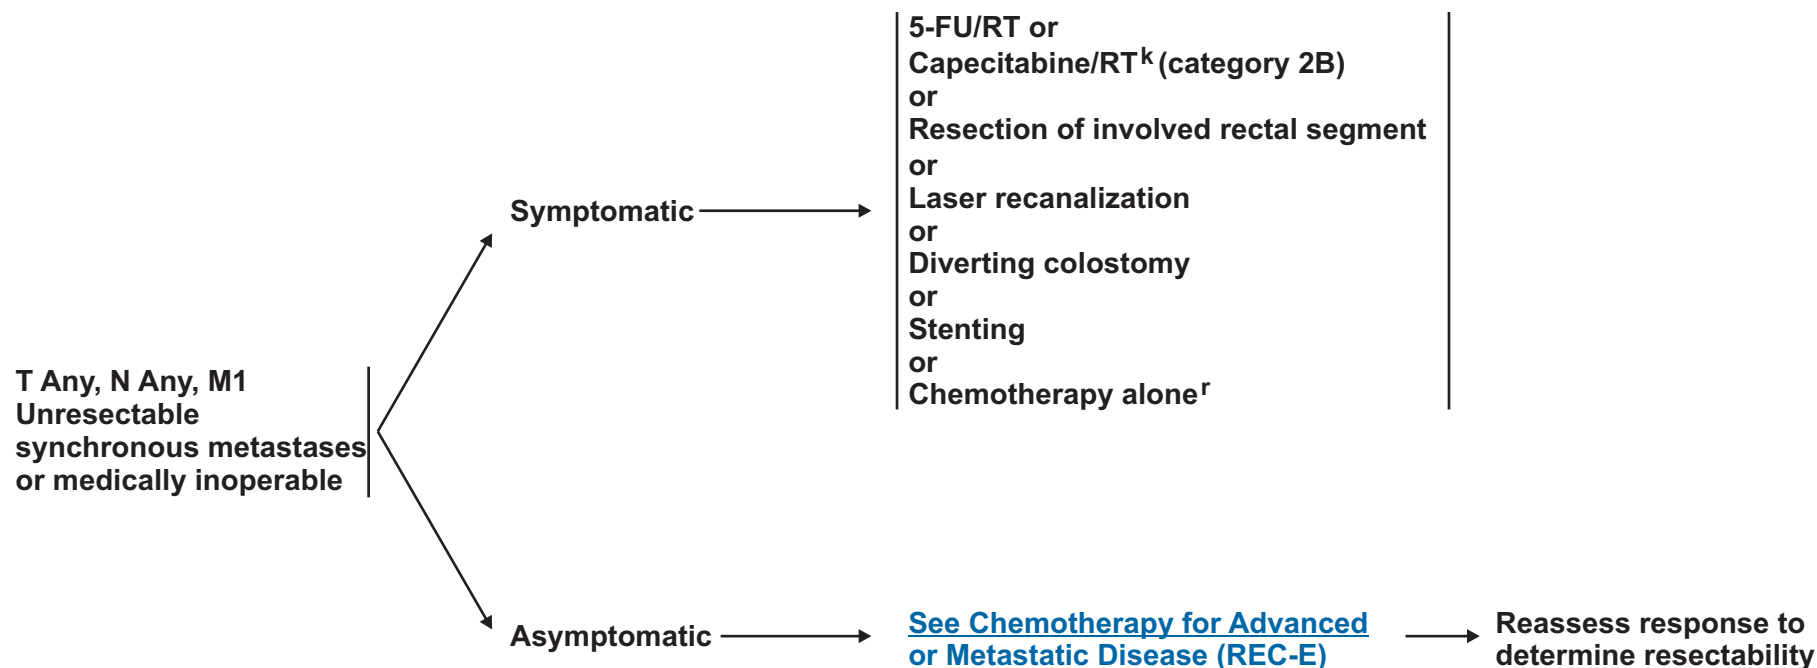 5-FU/RT or
Capecitabine/RTᵏ (category 2B)
or
Resection of involved rectal segment
or
Laser recanalization
or
Diverting colostomy
or
Stenting
or
Chemotherapy aloneʳ
Symptomatic
T Any, N Any, M1
Unresectable
synchronous metastases
or medically inoperable
Asymptomatic
See Chemotherapy for Advanced
or Metastatic Disease (REC-E)
Reassess response to
determine resectability